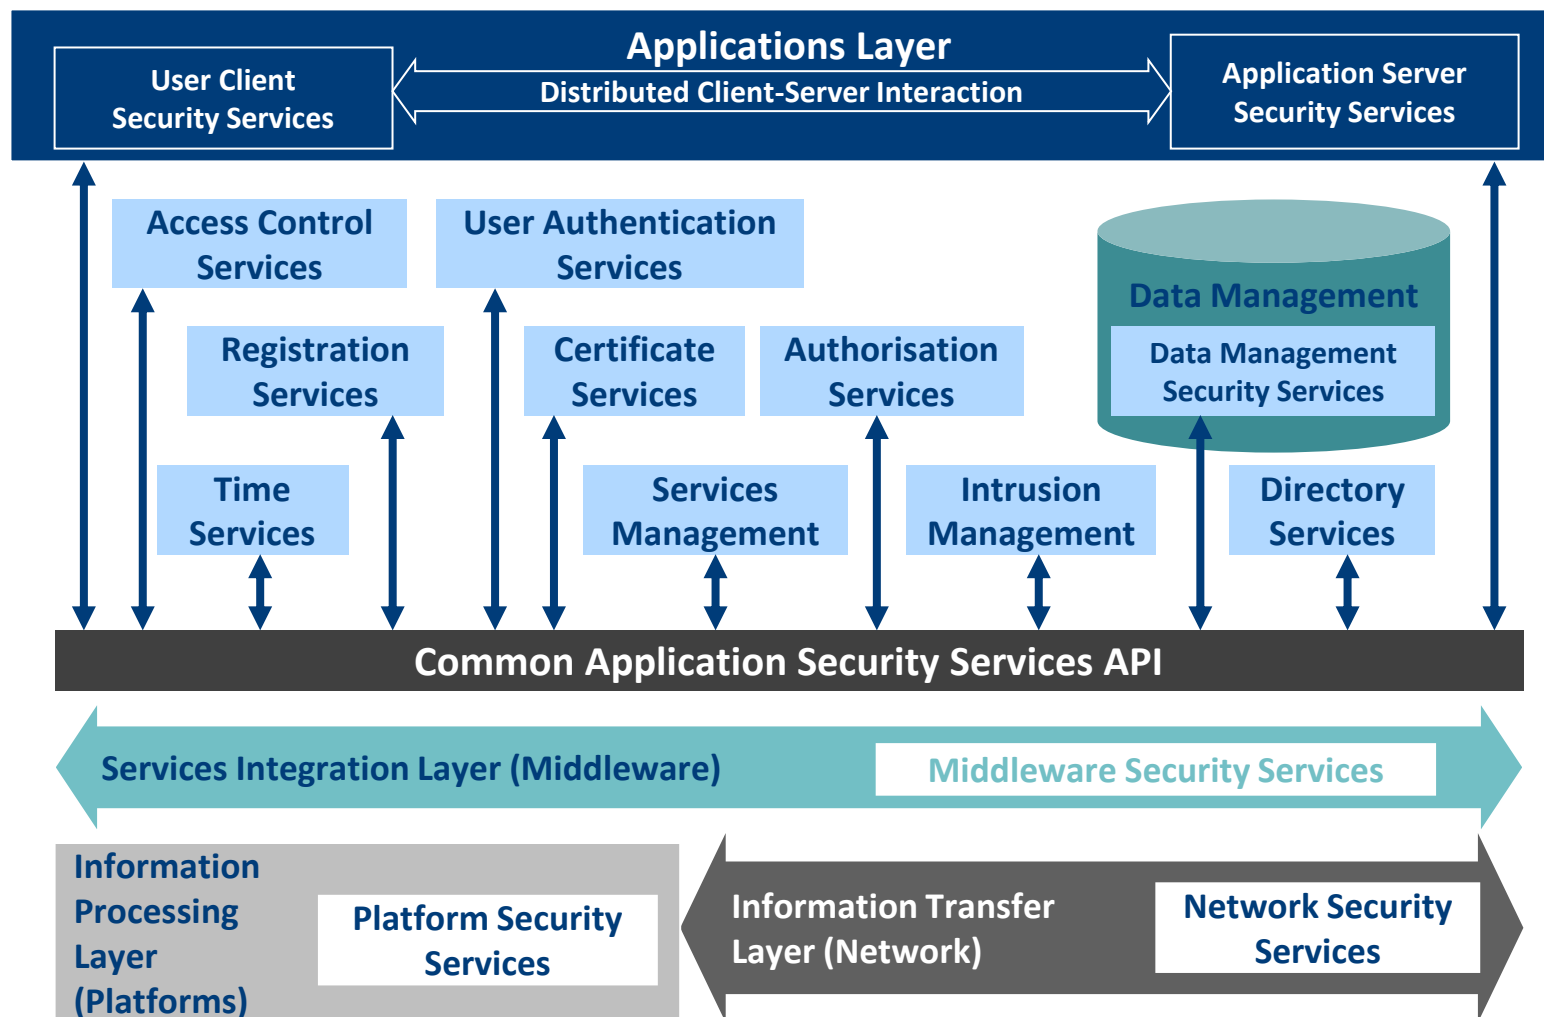 Applications Layer
User Client
Security Services
Distributed Client-Server Interaction
Application Server
Security Services
Access Control
Services
User Authentication
Services
Data Management
Registration
Services
Certificate
Services
Authorisation
Services
Data Management
Security Services
Time
Services
Services
Management
Intrusion
Management
Directory
Services
Common Application Security Services API
Services Integration Layer (Middleware)
Middleware Security Services
Information
Processing
Layer
(Platforms)
Platform Security
Services
Information Transfer
Layer (Network)
Network Security
Services